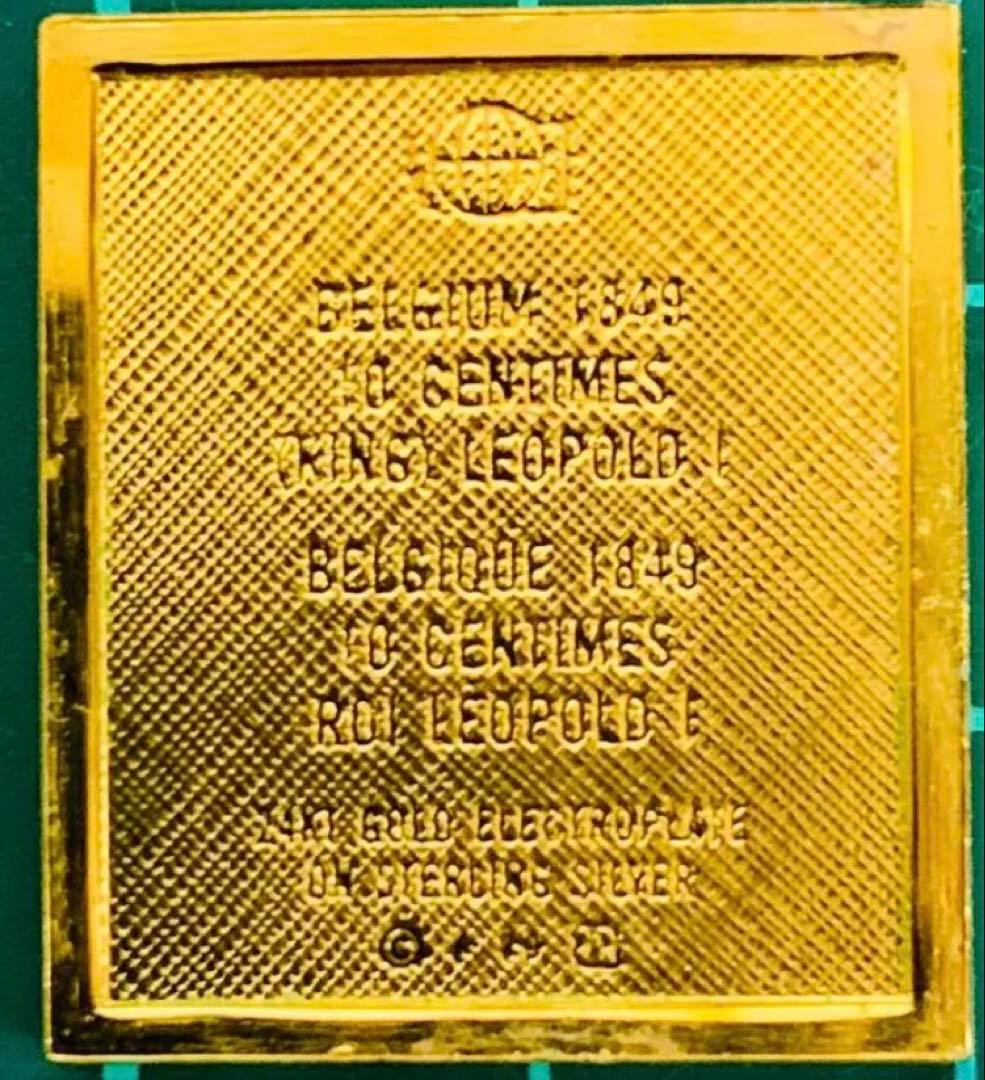 BELGIUM 1849
10 CENTIMES
(KING) LEOPOLD I
BELGIQUE 1849
10 CENTIMES
ROI LEOPOLD I
24KT GOLD ELECTROPLATE
ON STERLING SILVER
©